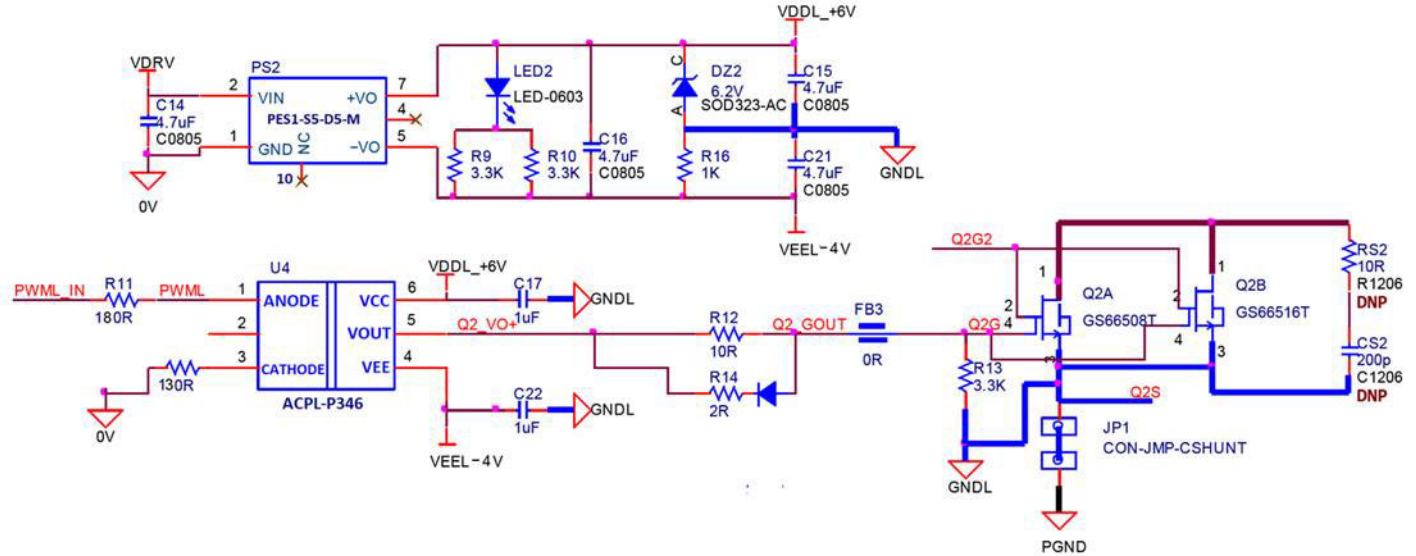 VDDL_+6V
VDRV
PS2
C14
4.7uF
C0805
2
VIN
+VO
7
PES1-S5-D5-M
4
1
GND
NC
-VO
5
10
0V
LED2
LED-0603
R9
3.3K
R10
3.3K
C16
4.7uF
C0805
C
DZ2
6.2V
SOD323-AC
A
R16
1K
C15
4.7uF
C0805
C21
4.7uF
C0805
GNDL
VEEL-4V
PWML_IN
R11
180R
PWML
U4
1
ANODE
VCC
6
2
VOUT
5
3
CATHODE
VEE
4
ACPL-P346
130R
0V
VDDL_+6V
C17
1uF
GNDL
Q2_VO+
C22
1uF
GNDL
VEEL-4V
R12
10R
R14
2R
Q2_GOUT
FB3
0R
Q2G2
Q2G
R13
3.3K
GNDL
1
2
4
3
Q2A
GS66508T
1
2
4
3
Q2B
GS66516T
RS2
10R
R1206
DNP
CS2
200p
C1206
DNP
Q2S
JP1
CON-JMP-CSHUNT
PGND